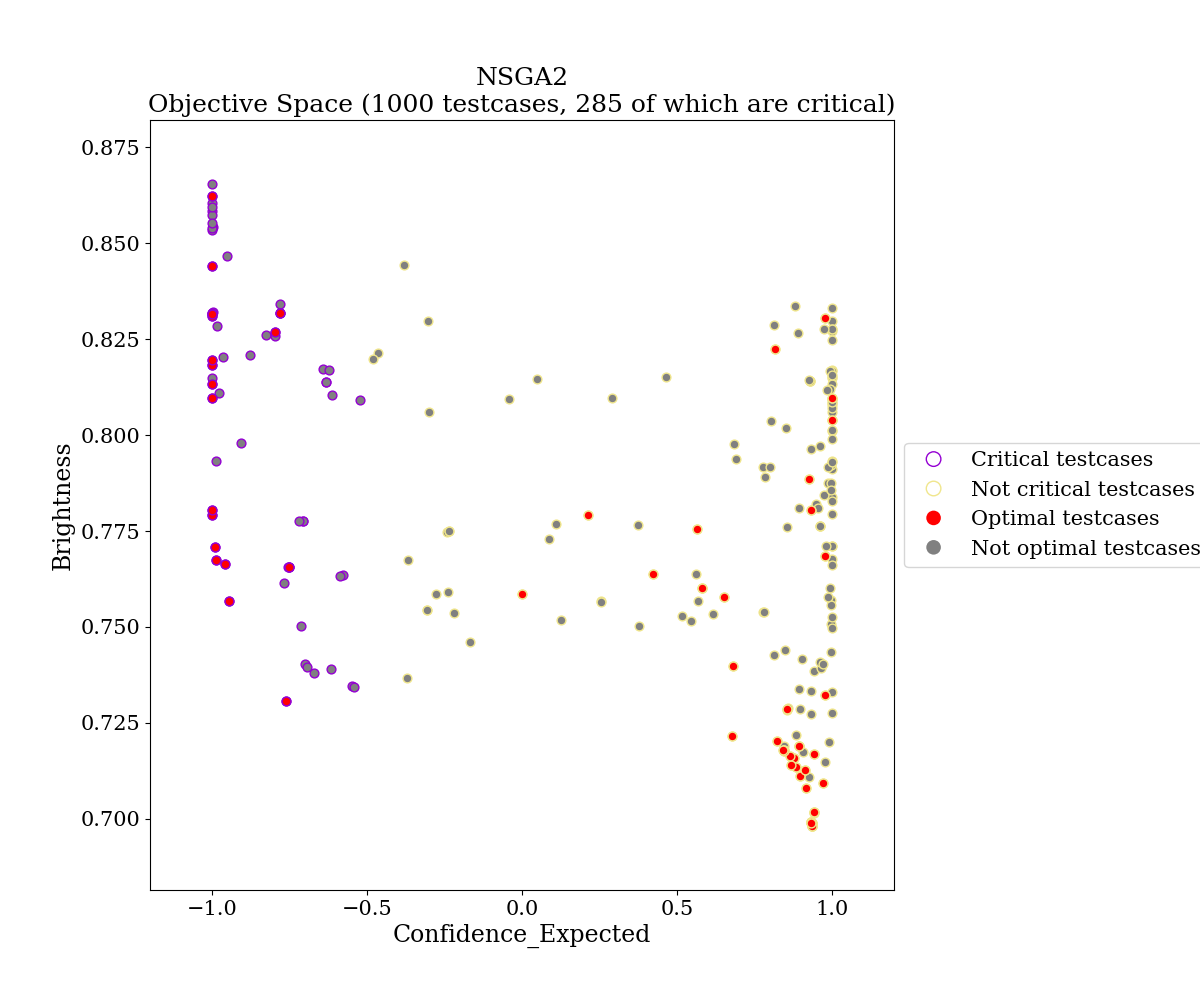 NSGA2
Objective Space (1000 testcases, 285 of which are critical)
0.875
0.850
0.825
0.800
0.775
0.750
0.725
0.700
Brightness
−1.0
−0.5
0.0
0.5
1.0
Confidence_Expected
Critical testcases
Not critical testcases
Optimal testcases
Not optimal testcases